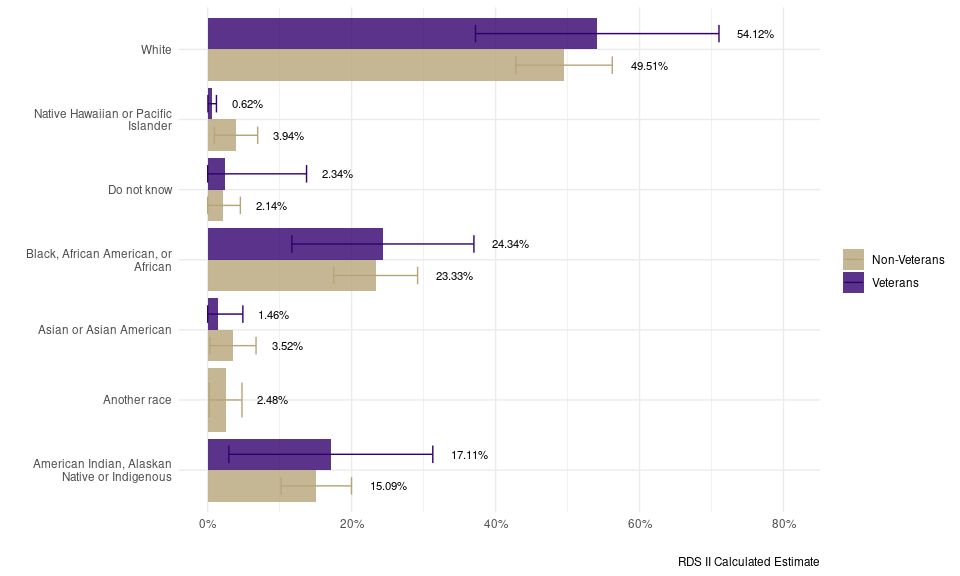 White
54.12%
49.51%
Native Hawaiian or Pacific
Islander
0.62%
3.94%
Do not know
2.34%
2.14%
Black, African American, or
African
24.34%
23.33%
Asian or Asian American
1.46%
3.52%
Another race
2.48%
American Indian, Alaskan
Native or Indigenous
17.11%
15.09%
0%
20%
40%
60%
80%
RDS II Calculated Estimate
Non-Veterans
Veterans